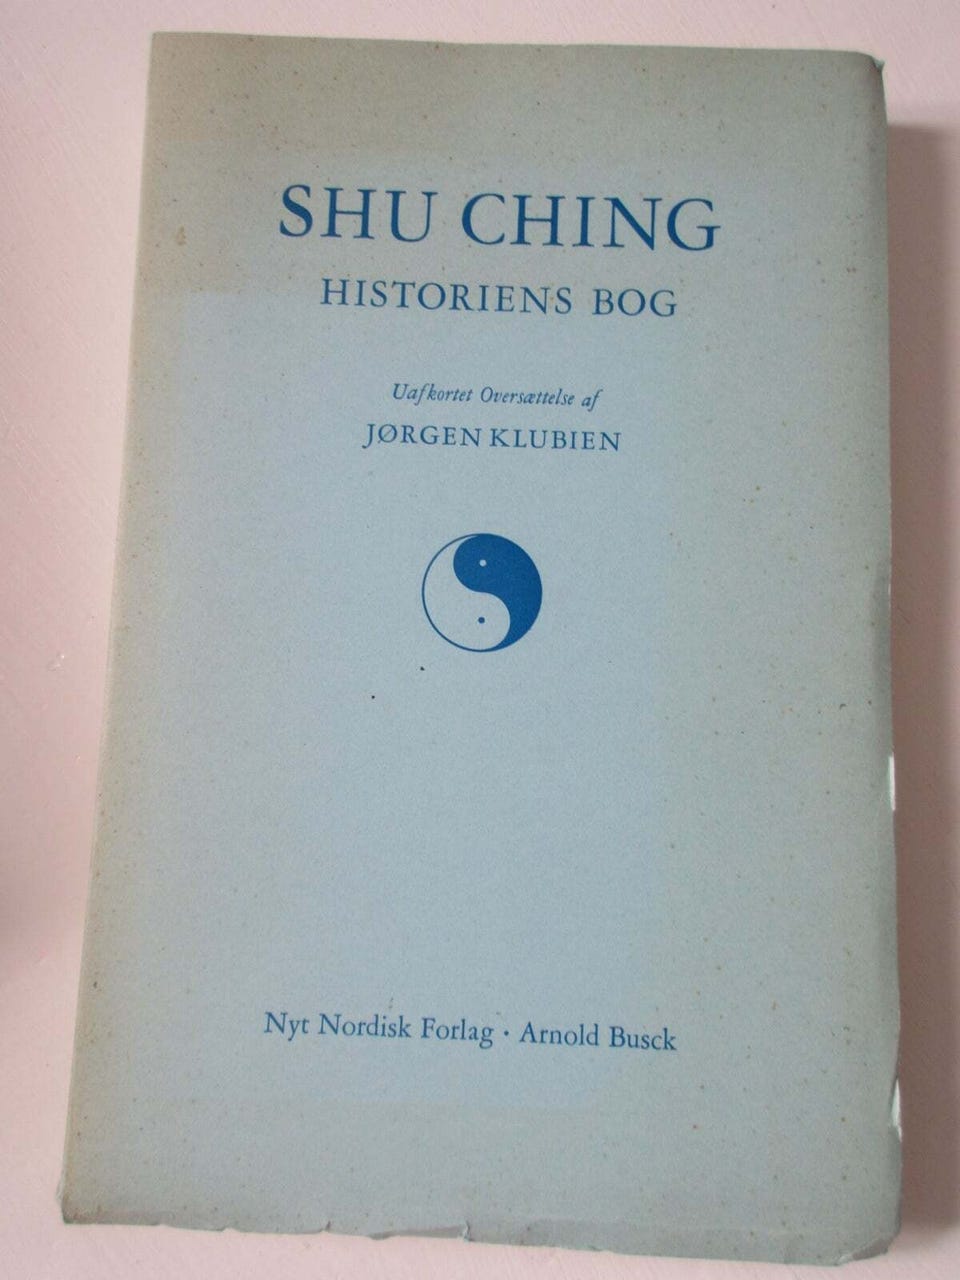 SHU CHING
HISTORIENS BOG
Uafkortet Oversættelse af
JØRGEN KLUBIEN
Nyt Nordisk Forlag · Arnold Busck